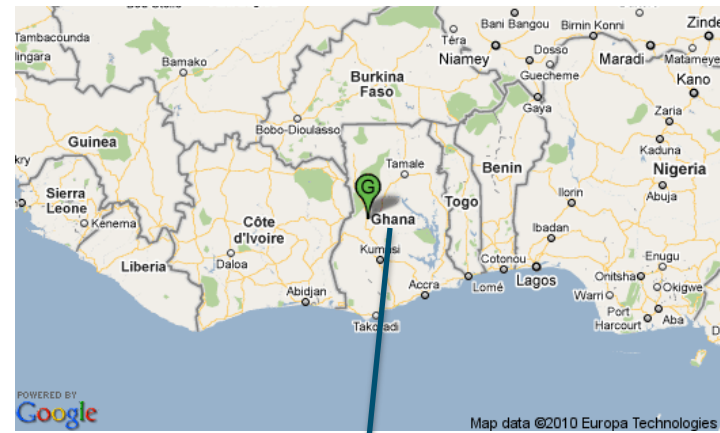 Tambacounda
lingara
Bamako
Téra
Niamey
Bani Bangou
Birnin Konni
Dosso
Guecheme
Gaya
Maradi
Zinde
Matameye
Kano
Zaria
Kaduna
Burkina
Faso
Bobo-Dioulasso
Guinea
kry
Sierra
Leone
Kenema
Liberia
Côte
d'Ivoire
Daloa
Abidjan
Tamale
G
Ghana
Kumasi
Accra
Takoradi
Togo
Benin
Lomé
Cotonou
Lagos
Nigeria
Ilorin
Abuja
Ibadan
Enugu
Onitsha
Okigwe
Warri
Port
Harcourt
Aba
D
POWERED BY
Google
Map data ©2010 Europa Technologies